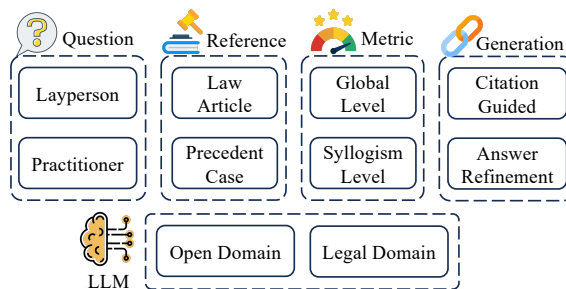 Question
Reference
Metric
Generation
Layperson
Law
Article
Global
Level
Citation
Guided
Practitioner
Precedent
Case
Syllogism
Level
Answer
Refinement
LLM
Open Domain
Legal Domain